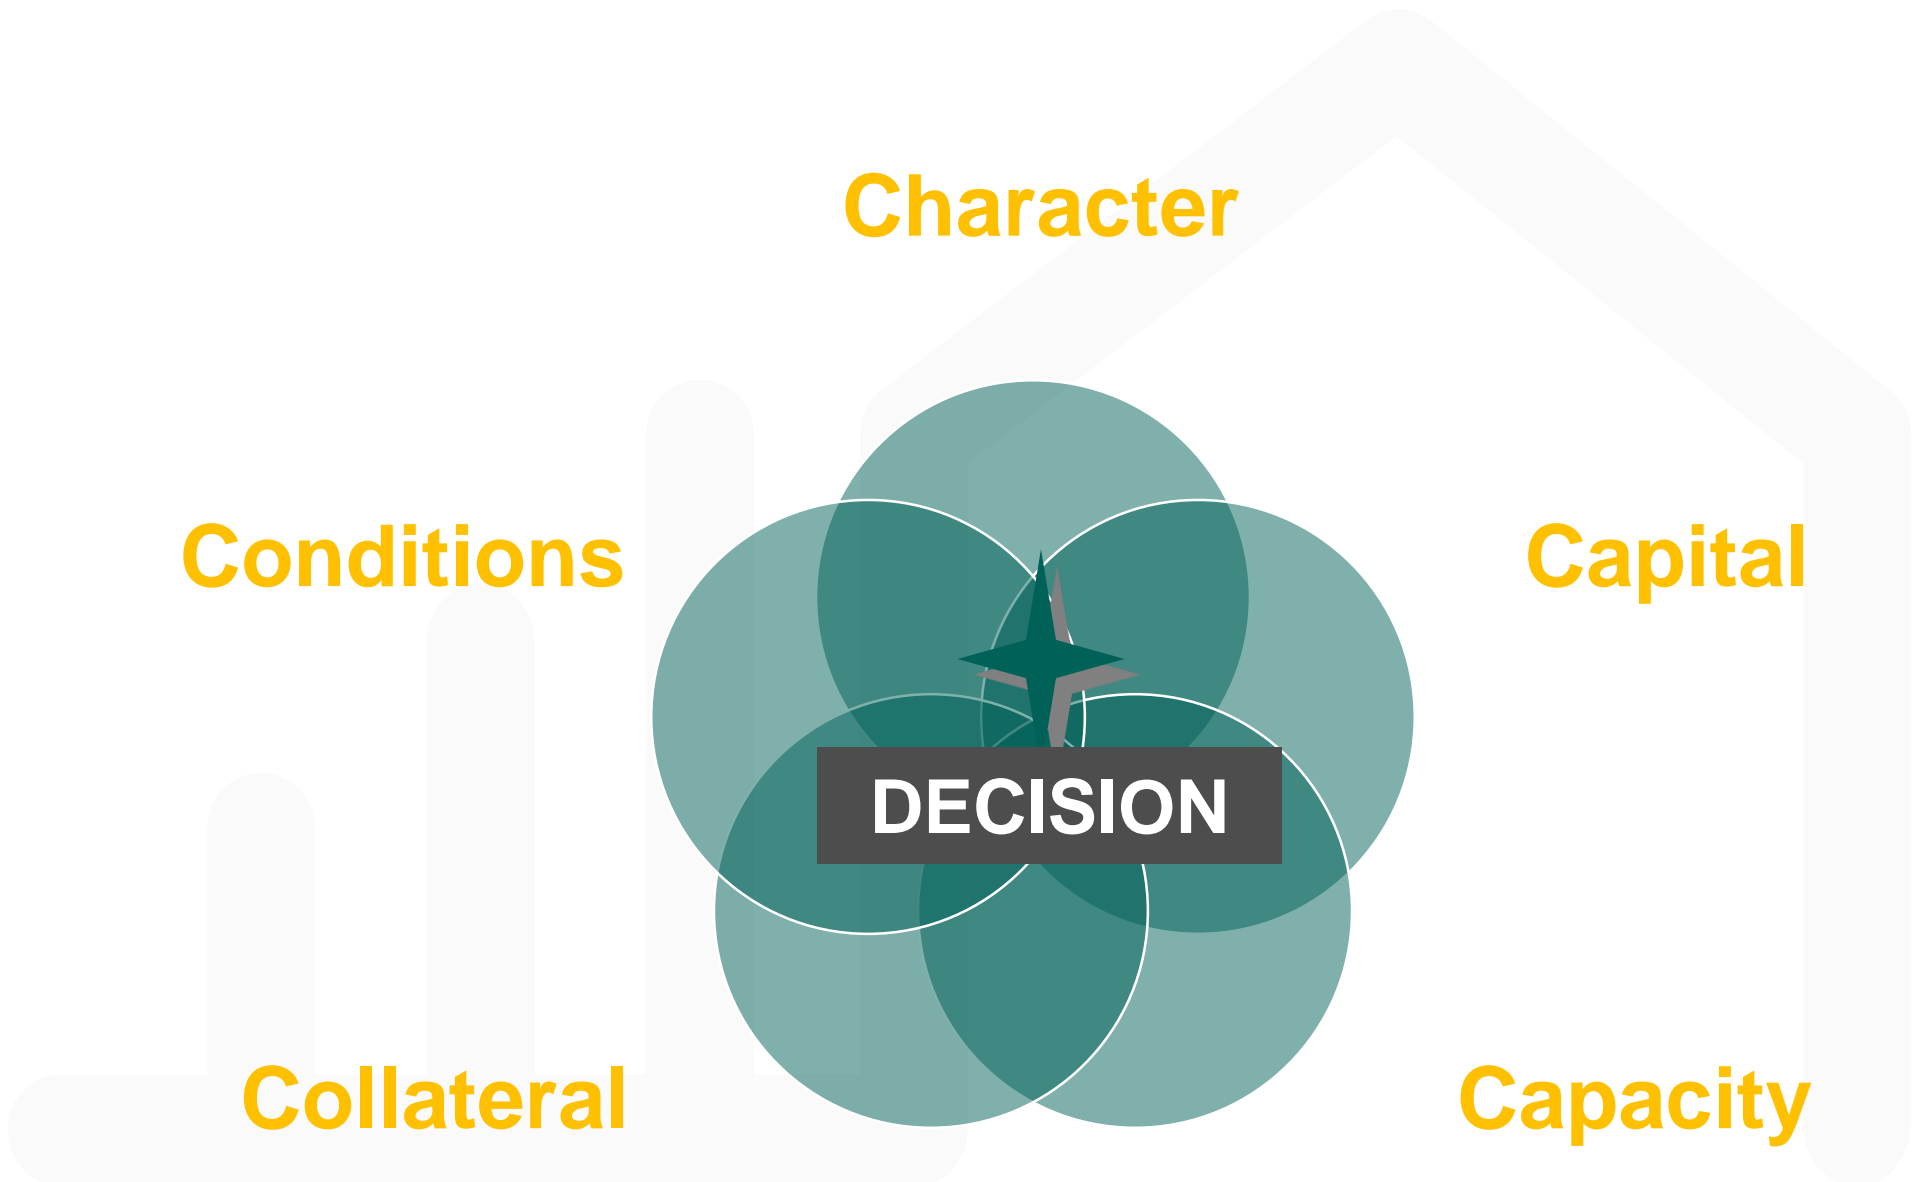 Character
Conditions
Capital
DECISION
Collateral
Capacity